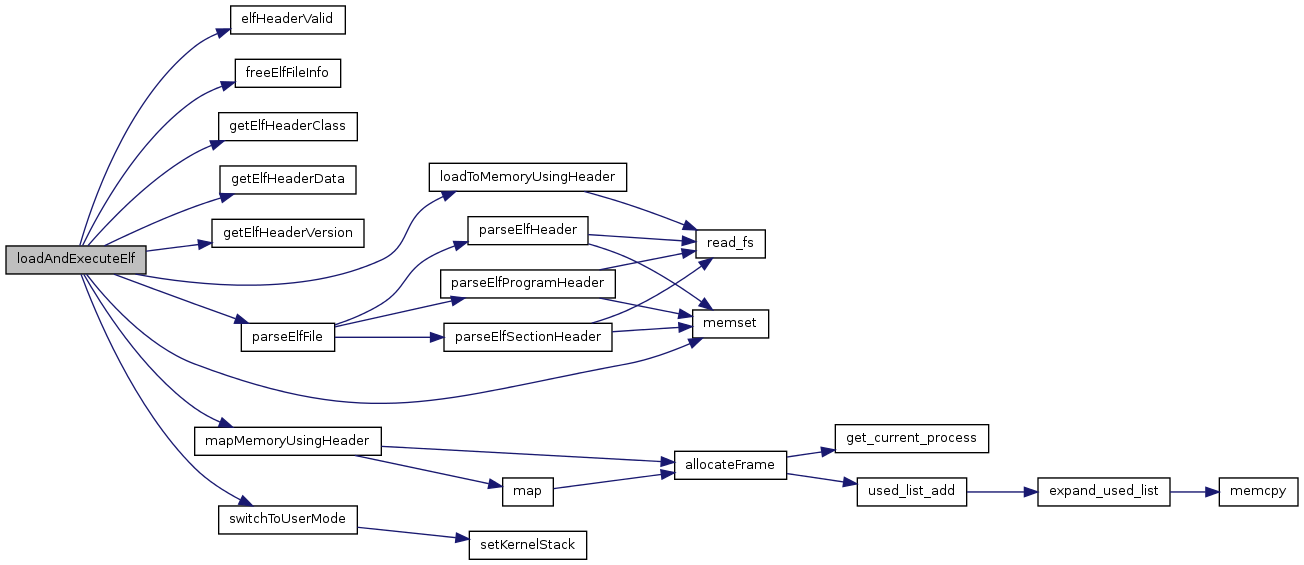 elfHeaderValid
freeElfFileInfo
getElfHeaderClass
getElfHeaderData
getElfHeaderVersion
loadAndExecuteElf
loadToMemoryUsingHeader
parseElfHeader
read_fs
parseElfProgramHeader
memset
parseElfFile
parseElfSectionHeader
mapMemoryUsingHeader
get_current_process
allocateFrame
map
used_list_add
expand_used_list
memcpy
switchToUserMode
setKernelStack